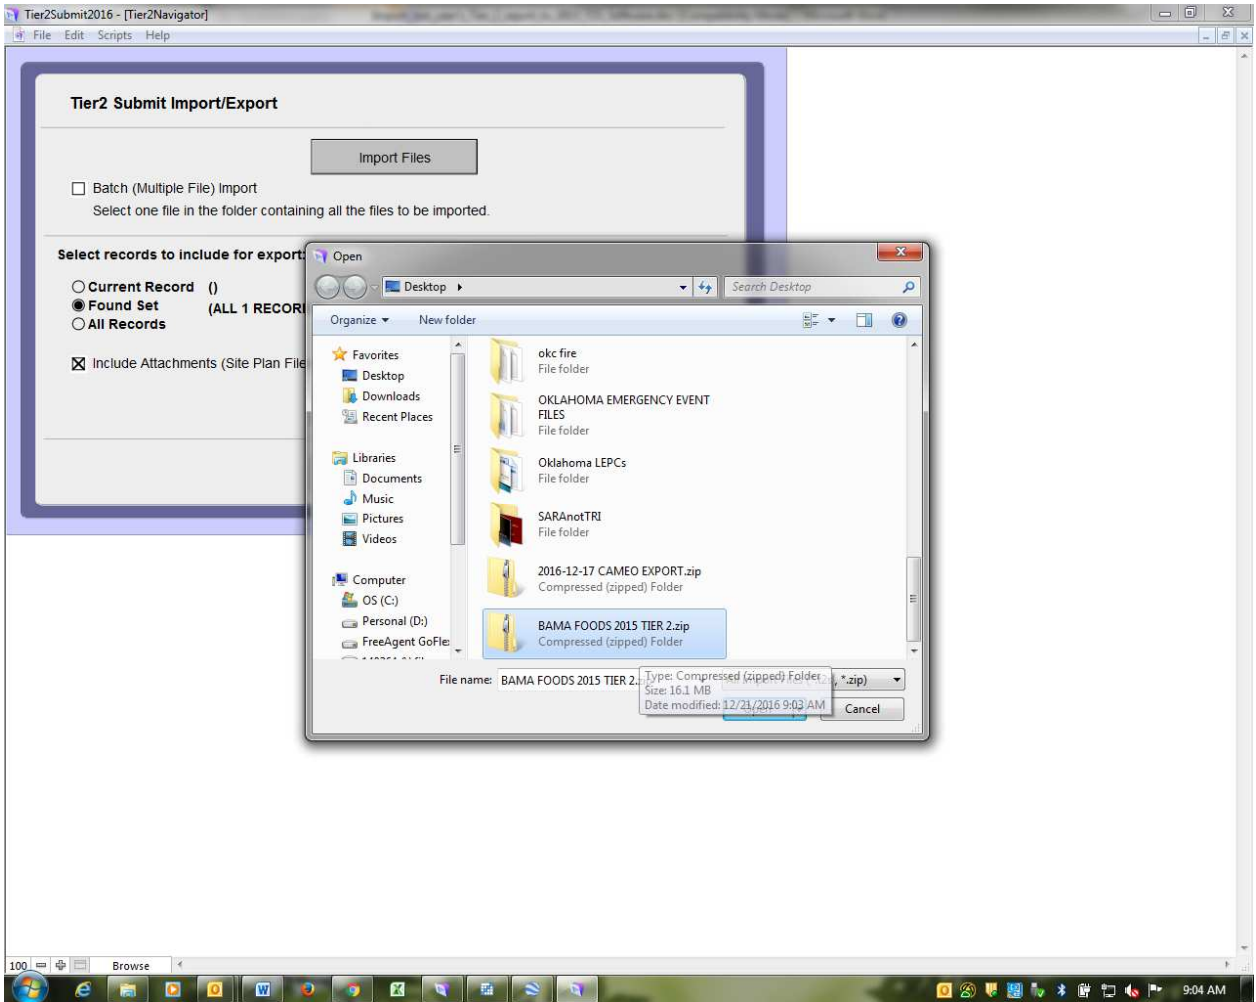 Tier2Submit2016 - [Tier2Navigator]
File Edit Scripts Help
Tier2 Submit Import/Export
Import Files
Batch (Multiple File) Import
Select one file in the folder containing all the files to be imported.
Select records to include for export:
Current Record ()
Found Set (ALL 1 RECOR
All Records
Include Attachments (Site Plan File
Open
Desktop
Search Desktop
Organize New folder
Favorites
Desktop
Downloads
Recent Places
Libraries
Documents
Music
Pictures
Videos
Computer
OS (C:)
Personal (D:)
FreeAgent GoFlex
okc fire
File folder
OKLAHOMA EMERGENCY EVENT
FILES
File folder
Oklahoma LEPCs
File folder
SARAnotTRI
File folder
2016-12-17 CAMEO EXPORT.zip
Compressed (zipped) Folder
BAMA FOODS 2015 TIER 2.zip
Compressed (zipped) Folder
File name: BAMA FOODS 2015 TIER 2.
*.zip)
Type: Compressed (zipped) Folder
Size: 16.1 MB
Date modified: 12/21/2016 9:03 AM
Open
Cancel
100 Browse
9:04 AM